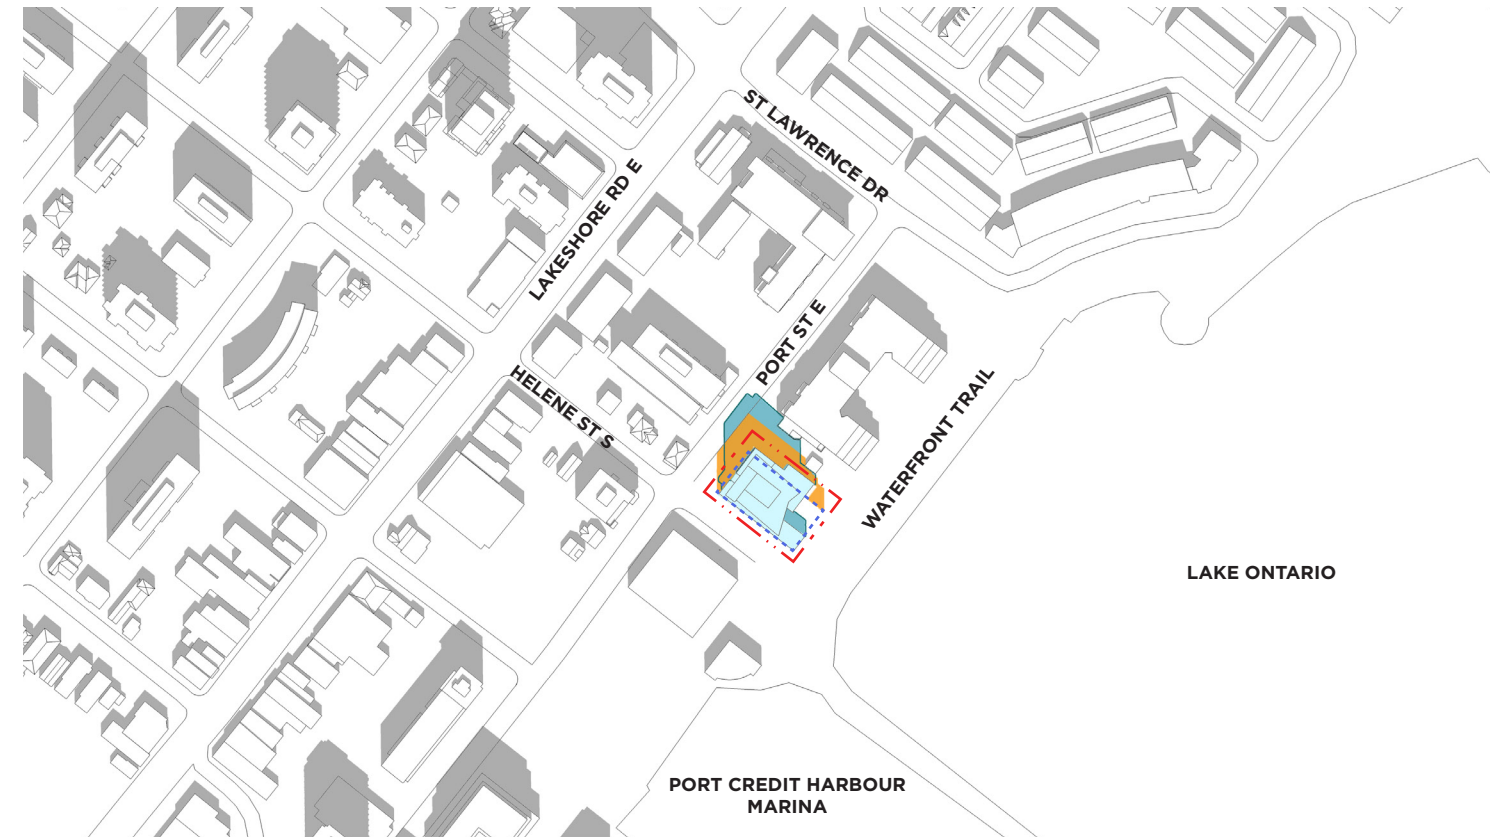 ST LAWRENCE DR
LAKESHORE RD E
PORT ST E
HELENE ST S
WATERFRONT TRAIL
LAKE ONTARIO
PORT CREDIT HARBOUR
MARINA